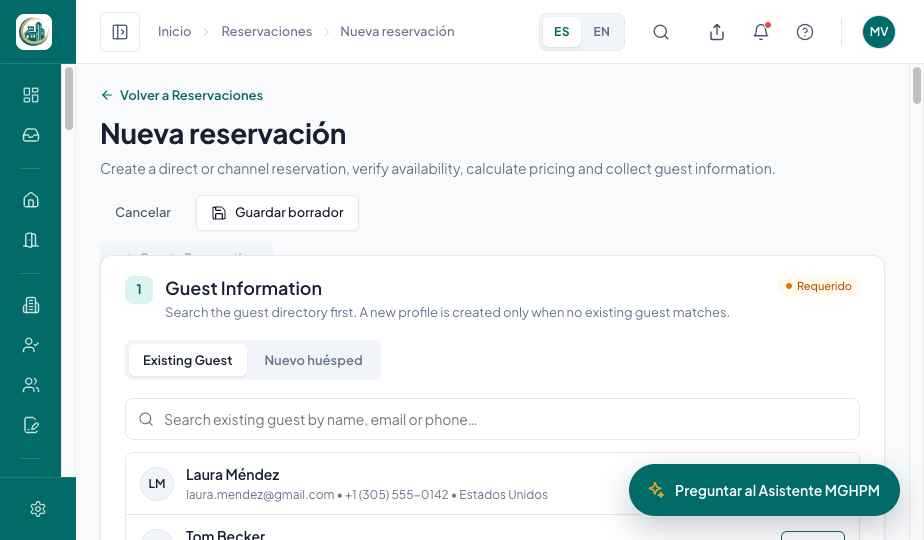 Inicio
Reservaciones
Nueva reservación
ES
EN
MV
Volver a Reservaciones
Nueva reservación
Create a direct or channel reservation, verify availability, calculate pricing and collect guest information.
Cancelar
Guardar borrador
1
Guest Information
Requerido
Search the guest directory first. A new profile is created only when no existing guest matches.
Existing Guest
Nuevo huésped
Search existing guest by name, email or phone…
LM
Laura Méndez
laura.mendez@gmail.com • +1 (305) 555-0142 • Estados Unidos
Preguntar al Asistente MGHPM
Tom Becker